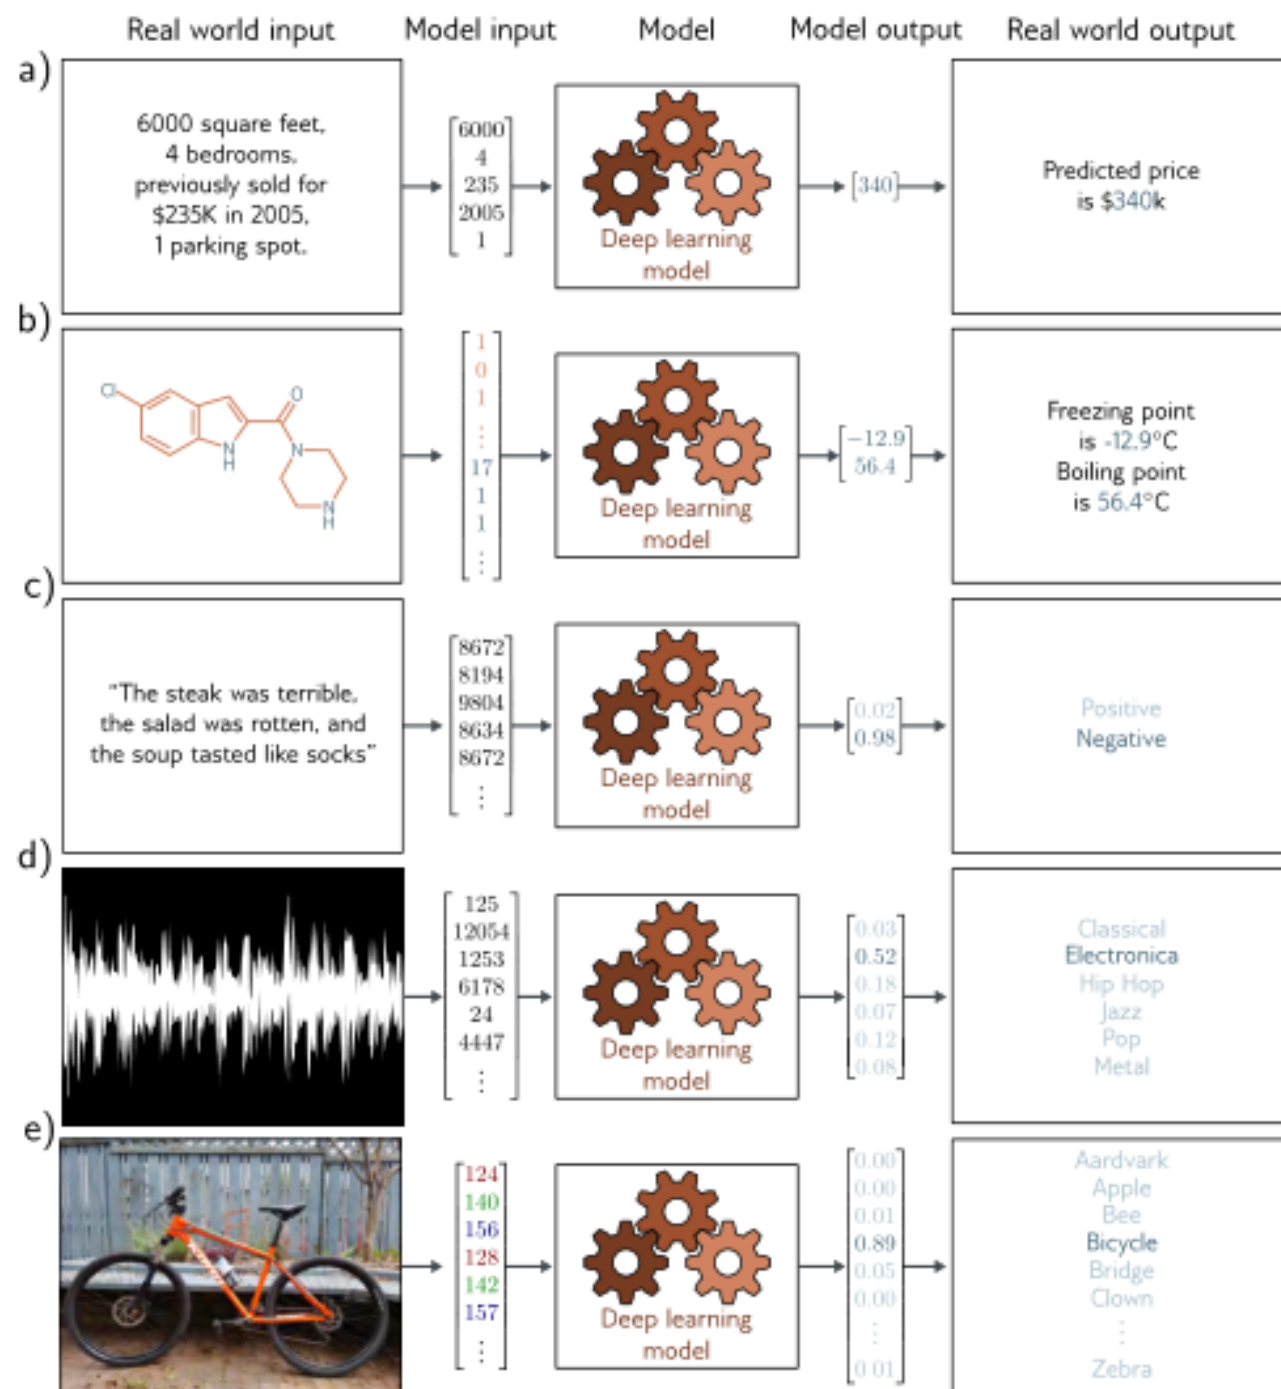 Real world input Model input Model Model output Real world output
a)
6000 square feet,
4 bedrooms,
previously sold for
$235K in 2005,
1 parking spot.
6000
4
235
2005
1
Deep learning
model
340
Predicted price
is $340k
b)
Cl
O
N
H
N
N
H
1
0
1
⋮
17
1
1
⋮
Deep learning
model
−12.9
56.4
Freezing point
is -12.9°C
Boiling point
is 56.4°C
c)
"The steak was terrible,
the salad was rotten, and
the soup tasted like socks"
8672
8194
9804
8634
8672
⋮
Deep learning
model
0.02
0.98
Positive
Negative
d)
125
12054
1253
6178
24
4447
⋮
Deep learning
model
0.03
0.52
0.18
0.07
0.12
0.08
Classical
Electronica
Hip Hop
Jazz
Pop
Metal
e)
124
140
156
128
142
157
⋮
Deep learning
model
0.00
0.00
0.01
0.89
0.05
0.00
⋮
0.01
Aardvark
Apple
Bee
Bicycle
Bridge
Clown
⋮
Zebra